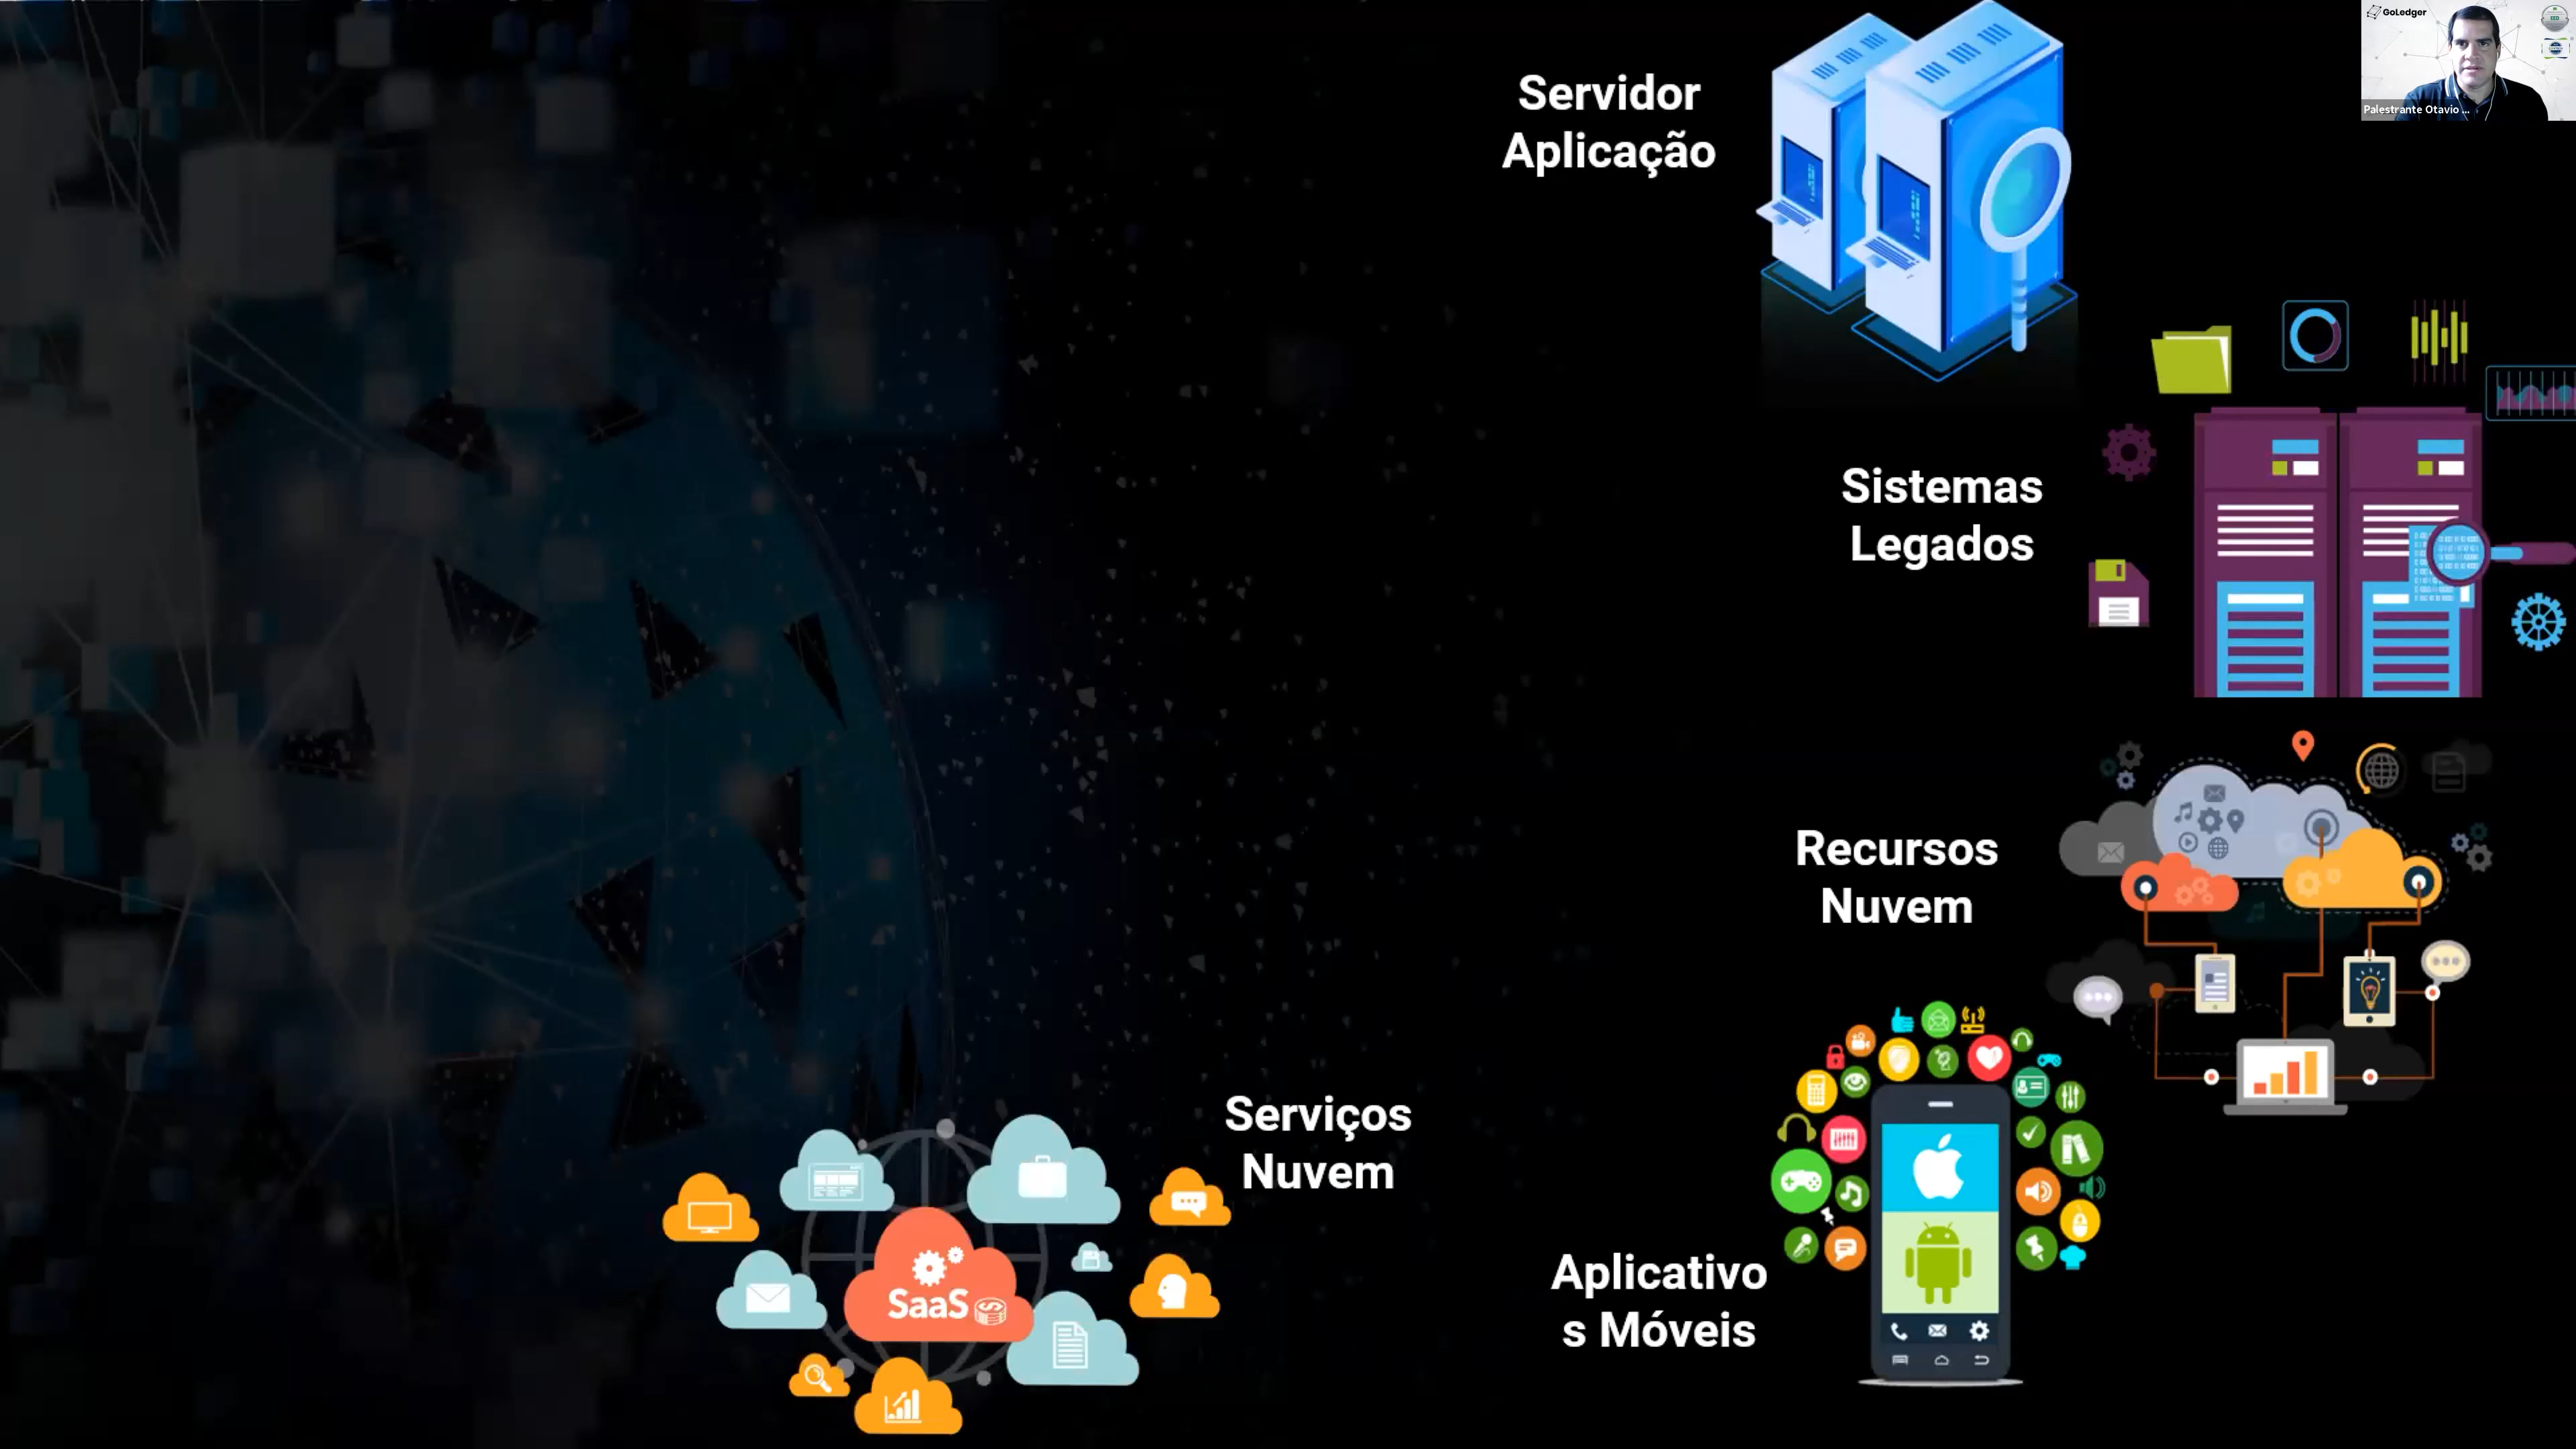 GoLedger
Palestrante Otavio ...
Servidor
Aplicação
Sistemas
Legados
Recursos
Nuvem
Serviços
Nuvem
SaaS
Aplicativo
s Móveis